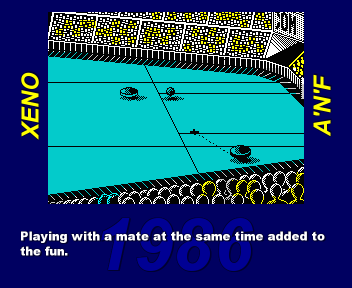 XENO
A'N'F
1986
Playing with a mate at the same time added to
the fun.